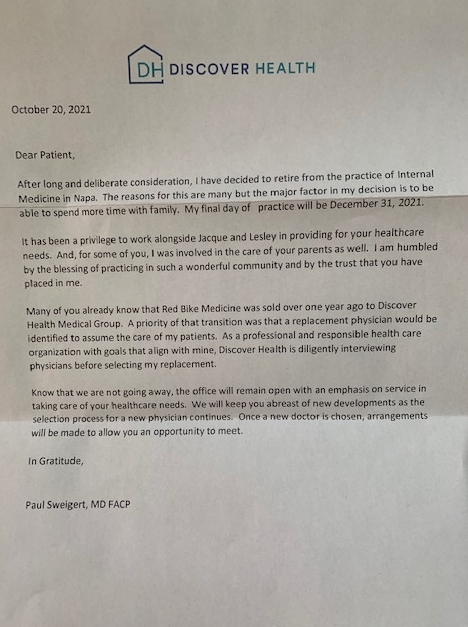 DH DISCOVER HEALTH
October 20, 2021
Dear Patient,
After long and deliberate consideration, I have decided to retire from the practice of Internal
Medicine in Napa. The reasons for this are many but the major factor in my decision is to be
able to spend more time with family. My final day of practice will be December 31, 2021.
It has been a privilege to work alongside Jacque and Lesley in providing for your healthcare
needs. And, for some of you, I was involved in the care of your parents as well. I am humbled
by the blessing of practicing in such a wonderful community and by the trust that you have
placed in me.
Many of you already know that Red Bike Medicine was sold over one year ago to Discover
Health Medical Group. A priority of that transition was that a replacement physician would be
identified to assume the care of my patients. As a professional and responsible health care
organization with goals that align with mine, Discover Health is diligently interviewing
physicians before selecting my replacement.
Know that we are not going away, the office will remain open with an emphasis on service in
taking care of your healthcare needs. We will keep you abreast of new developments as the
selection process for a new physician continues. Once a new doctor is chosen, arrangements
will be made to allow you an opportunity to meet.
In Gratitude,
Paul Sweigert, MD FACP